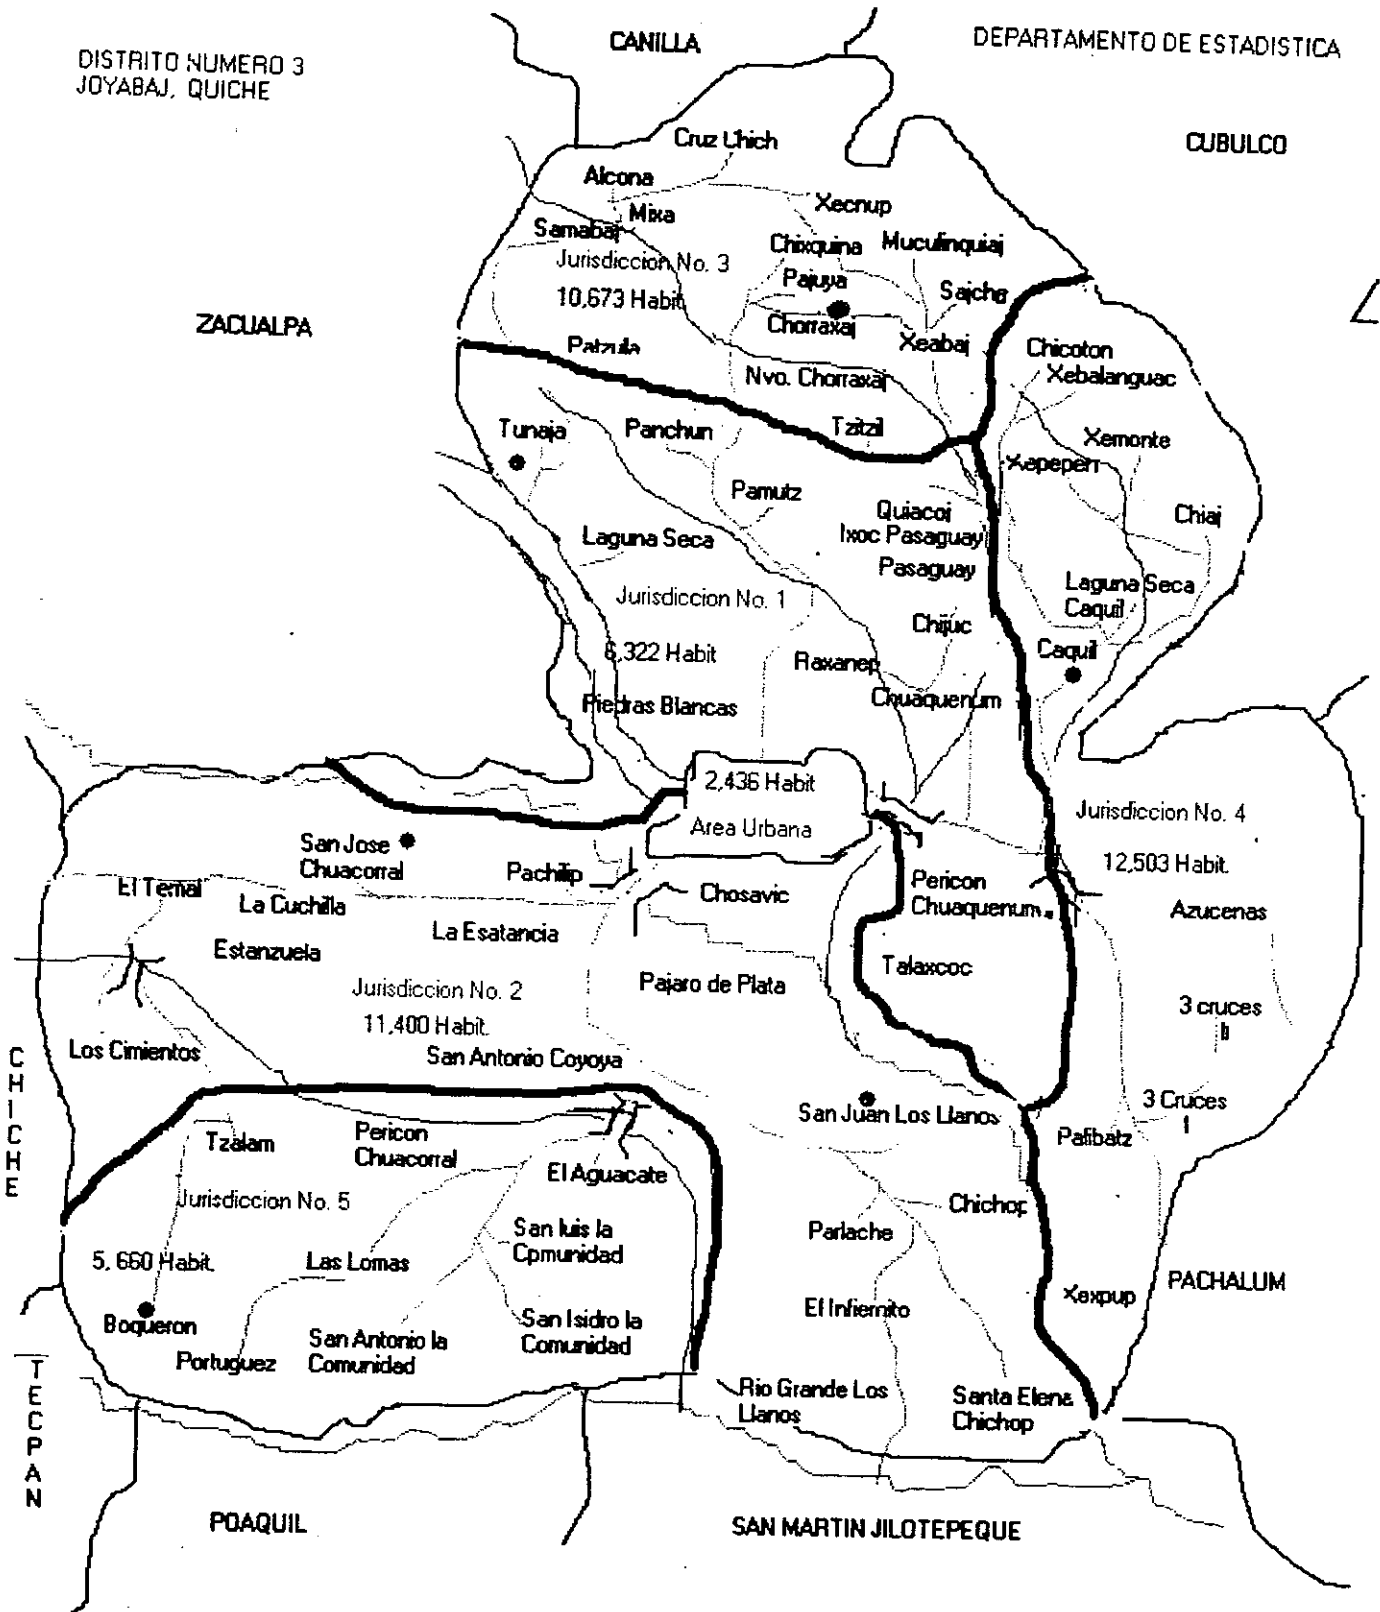 DISTRITO NUMERO 3
JOYABAJ, QUICHE
CANILLA
DEPARTAMENTO DE ESTADISTICA
CUBULCO
ZACUALPA
Cruz Chich
Alcona
Mixa
Xecnup
Samabaj
Chixquina
Muculinquiaj
Jurisdiccion No. 3
Pajuya
10,673 Habit.
Sajche
Chorraxaj
Xeabaj
Patzula
Nvo. Chorraxaj
Chicoton
Xebalanguac
Tunaja
Panchun
Tzitzil
Xemonte
Xepeperr
Pamutz
Quiacoj
Chiaj
Laguna Seca
Ixoc Pasaguay
Pasaguay
Jurisdiccion No. 1
Laguna Seca
Caquil
Chijuc
6,322 Habit
Raxanep
Caquil
Piedras Blancas
Chuaquenum
2,436 Habit
Area Urbana
Jurisdiccion No. 4
12,503 Habit.
San Jose
Chuacorral
Pachilip
El Temal
La Cuchilla
Chosavic
Pericon
Chuaquenum.
Azucenas
La Esatancia
Estanzuela
Talaxcoc
Pajaro de Plata
Jurisdiccion No. 2
11,400 Habit.
3 cruces
II
Los Cimientos
San Antonio Coyoya
CHICHE
San Juan Los Llanos
3 Cruces
I
Tzalam
Pericon
Chuacorral
Palibatz
El Aguacate
Jurisdiccion No. 5
Chichop
San luis la
Cpmunidad
Parlache
5, 660 Habit.
Las Lomas
PACHALUM
Xexpup
El Infiernito
Boqueron
San Isidro la
Comunidad
San Antonio la
Comunidad
Portuguez
TECPAN
Rio Grande Los
Llanos
Santa Elena
Chichop
POAQUIL
SAN MARTIN JILOTEPEQUE